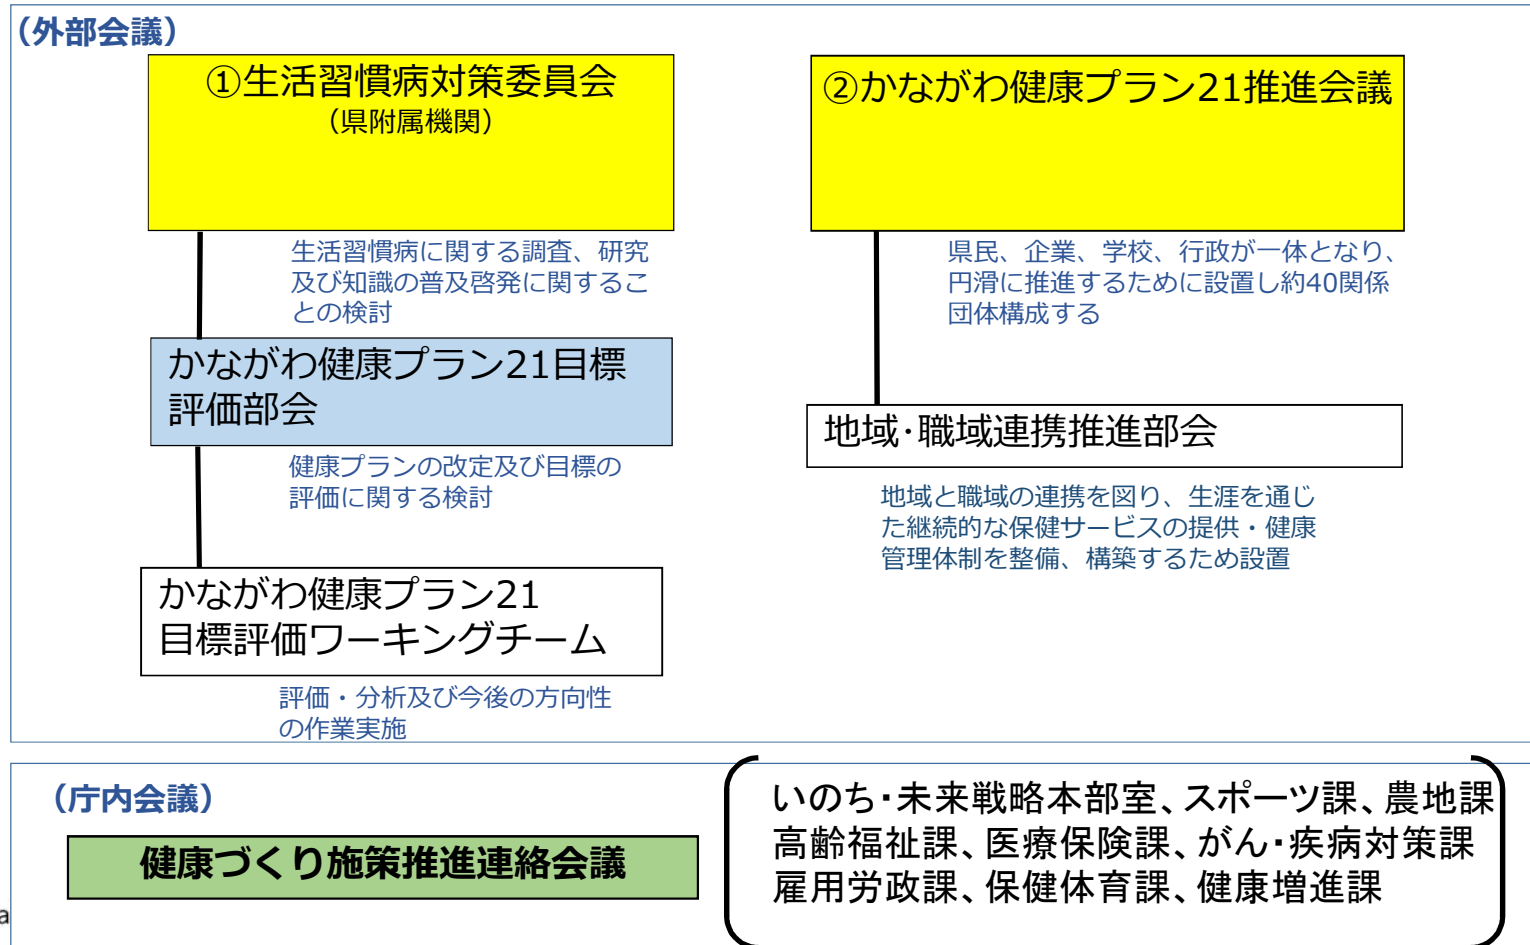 （外部会議）
①生活習慣病対策委員会
（県附属機関）
生活習慣病に関する調査、研究
及び知識の普及啓発に関するこ
との検討
かながわ健康プラン21目標
評価部会
健康プランの改定及び目標の
評価に関する検討
かながわ健康プラン21
目標評価ワーキングチーム
評価・分析及び今後の方向性
の作業実施
②かながわ健康プラン21推進会議
県民、企業、学校、行政が一体となり、
円滑に推進するために設置し約40関係
団体構成する
地域・職域連携推進部会
地域と職域の連携を図り、生涯を通じ
た継続的な保健サービスの提供・健康
管理体制を整備、構築するため設置
（庁内会議）
健康づくり施策推進連絡会議
いのち・未来戦略本部室、スポーツ課、農地課
高齢福祉課、医療保険課、がん・疾病対策課
雇用労政課、保健体育課、健康増進課
a